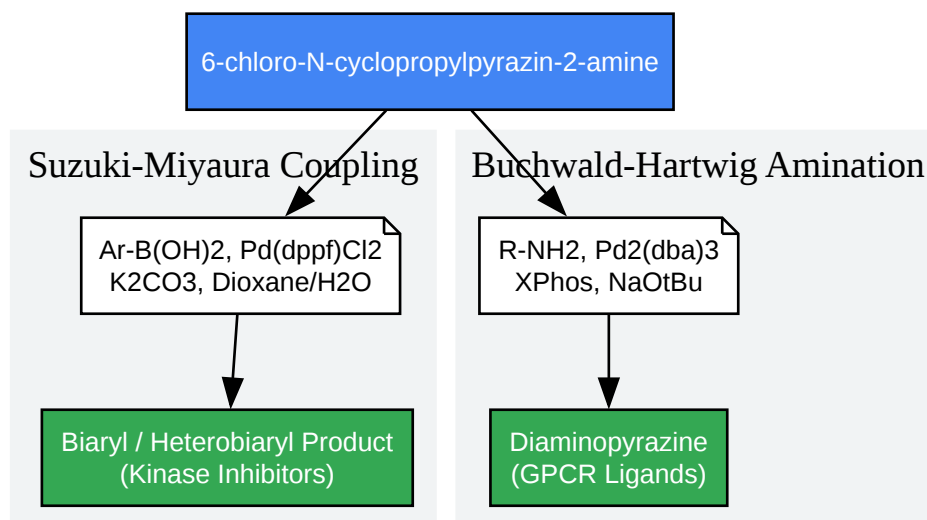 6-chloro-N-cyclopropylpyrazin-2-amine
Suzuki-Miyaura Coupling
Ar-B(OH)2, Pd(dppf)Cl2
K2CO3, Dioxane/H2O
Biaryl / Heterobiaryl Product
(Kinase Inhibitors)
Buchwald-Hartwig Amination
R-NH2, Pd2(dba)3
XPhos, NaOtBu
Diaminopyrazine
(GPCR Ligands)